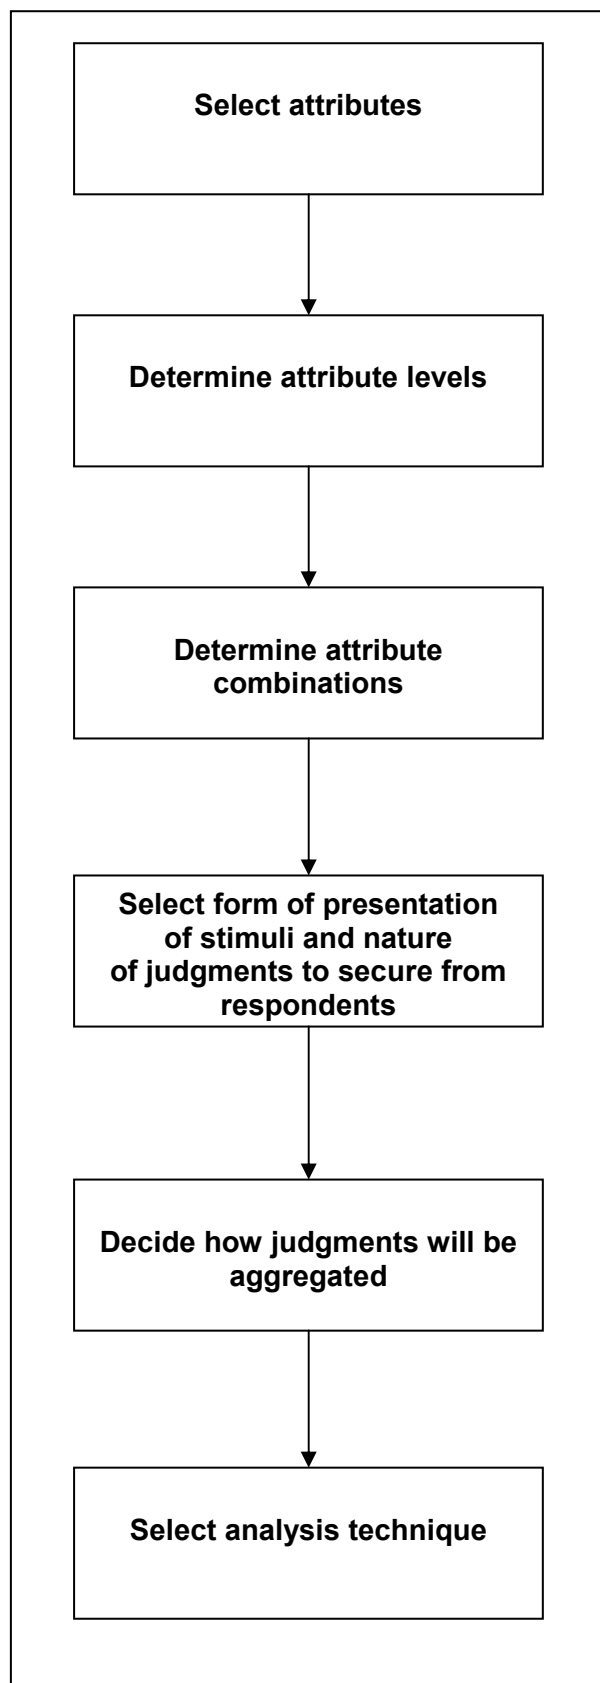 Select attributes
Determine attribute levels
Determine attribute
combinations
Select form of presentation
of stimuli and nature
of judgments to secure from
respondents
Decide how judgments will be
aggregated
Select analysis technique